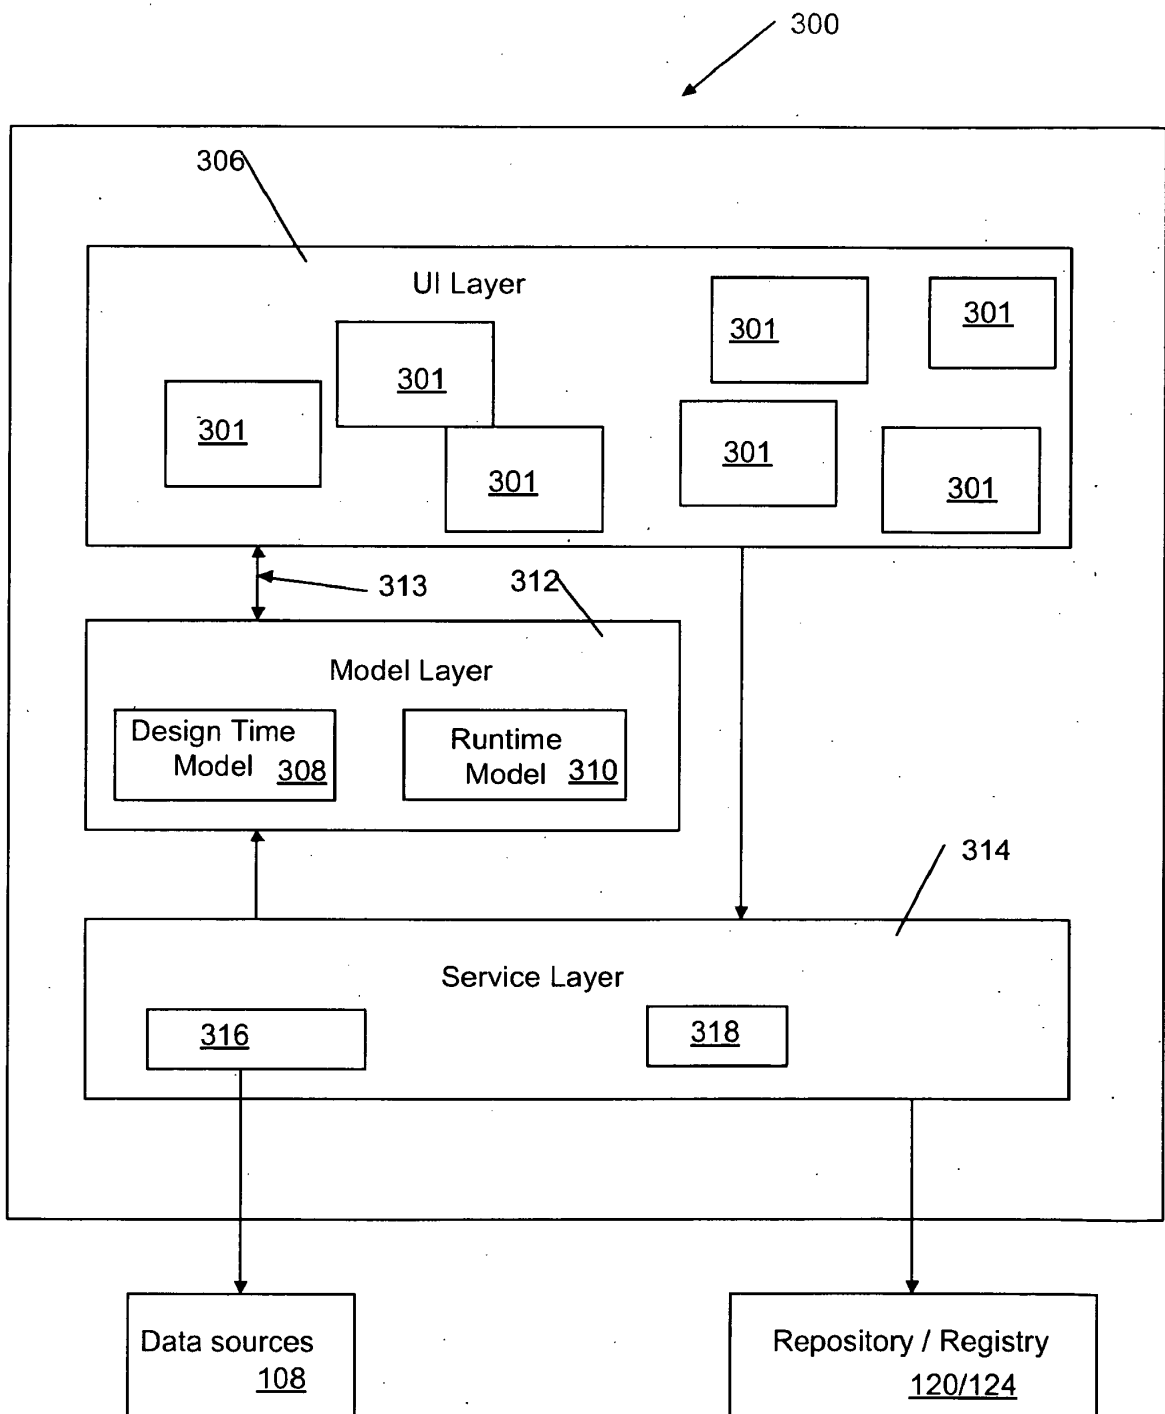 300
306
UI Layer
301
301
301
301
301
301
301
313
312
Model Layer
Design Time
Model 308
Runtime
Model 310
314
Service Layer
316
318
Data sources
108
Repository / Registry
120/124